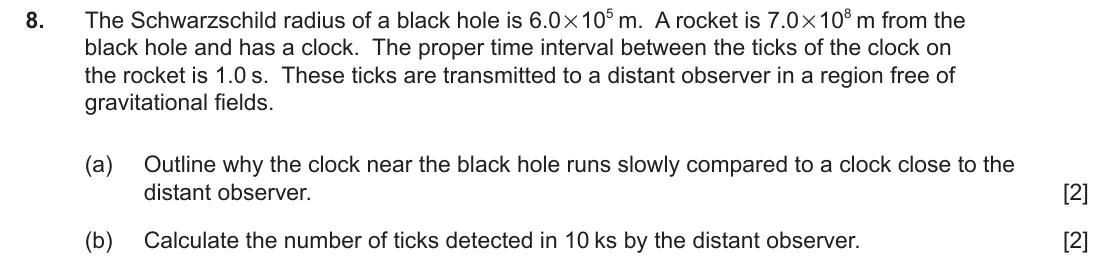 8. The Schwarzschild radius of a black hole is 6.0×10⁵ m. A rocket is 7.0×10⁸ m from the
black hole and has a clock. The proper time interval between the ticks of the clock on
the rocket is 1.0 s. These ticks are transmitted to a distant observer in a region free of
gravitational fields.
(a) Outline why the clock near the black hole runs slowly compared to a clock close to the
distant observer. [2]
(b) Calculate the number of ticks detected in 10 ks by the distant observer. [2]